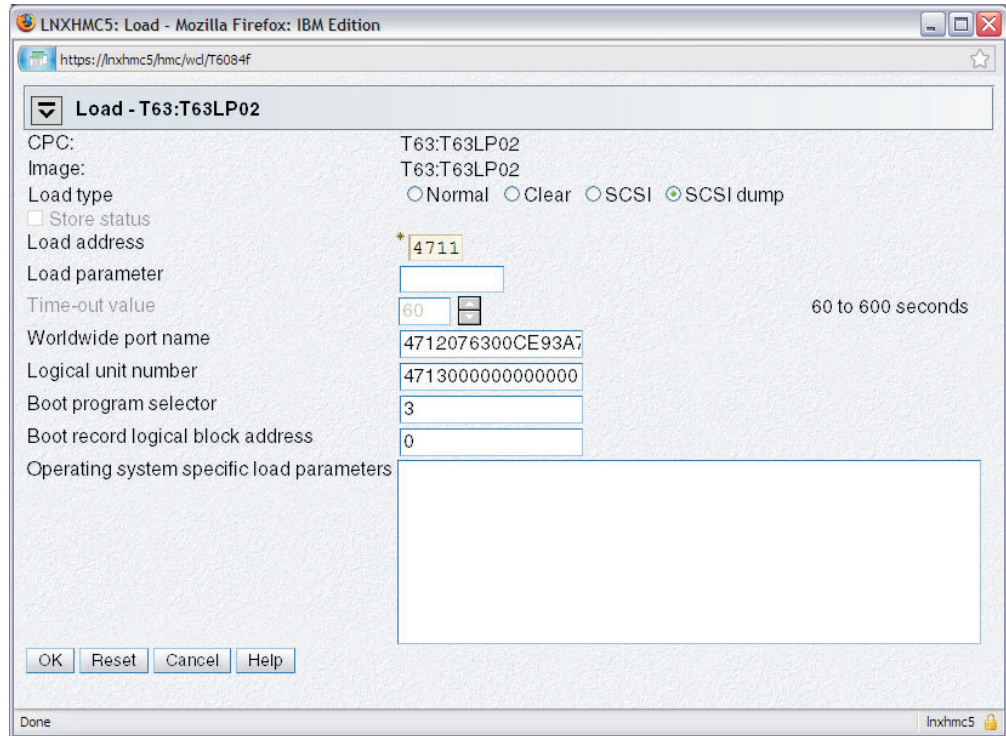 LNXHMC5: Load - Mozilla Firefox: IBM Edition
https://lnxhmc5/hmc/wcl/T6084f
Load - T63:T63LP02
CPC: T63:T63LP02
Image: T63:T63LP02
Load type Normal Clear SCSI SCSI dump
Store status
Load address * 4711
Load parameter
Time-out value 60 60 to 600 seconds
Worldwide port name 4712076300CE93A7
Logical unit number 4713000000000000
Boot program selector 3
Boot record logical block address 0
Operating system specific load parameters
OK Reset Cancel Help
Done lnxhmc5